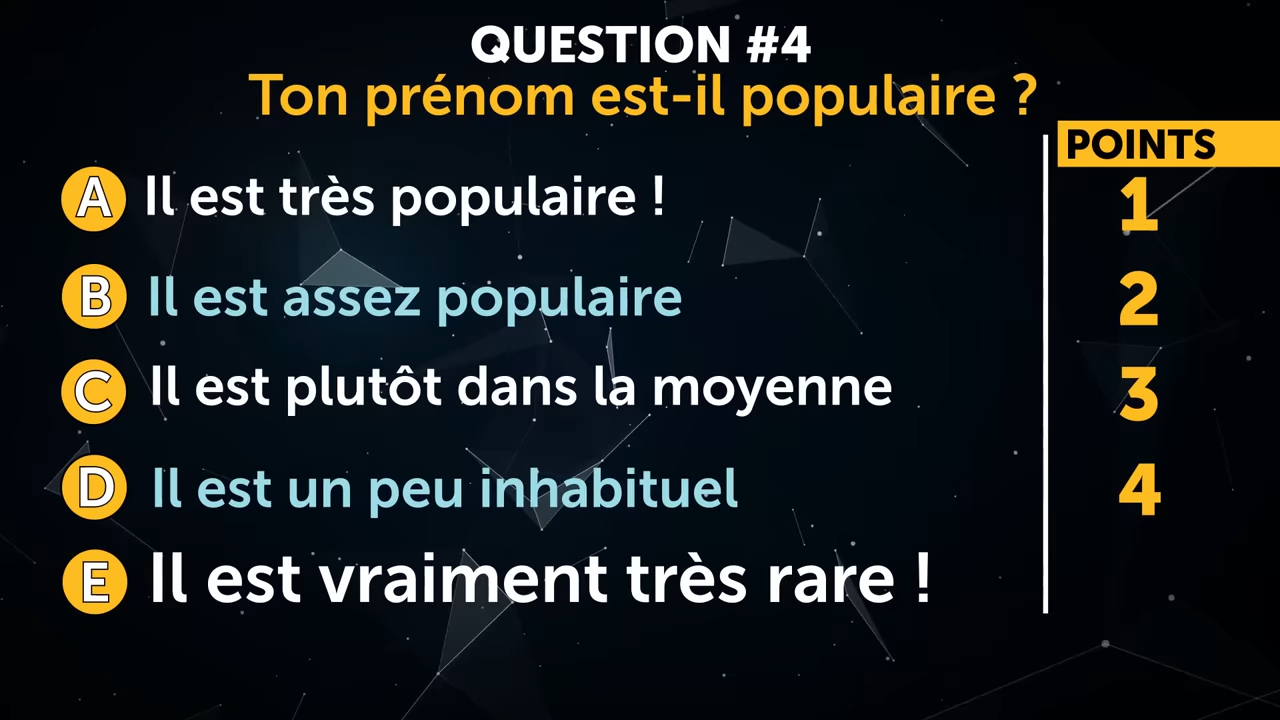 QUESTION #4
Ton prénom est-il populaire ?
POINTS
A Il est très populaire ! 1
B Il est assez populaire 2
C Il est plutôt dans la moyenne 3
D Il est un peu inhabituel 4
E Il est vraiment très rare !